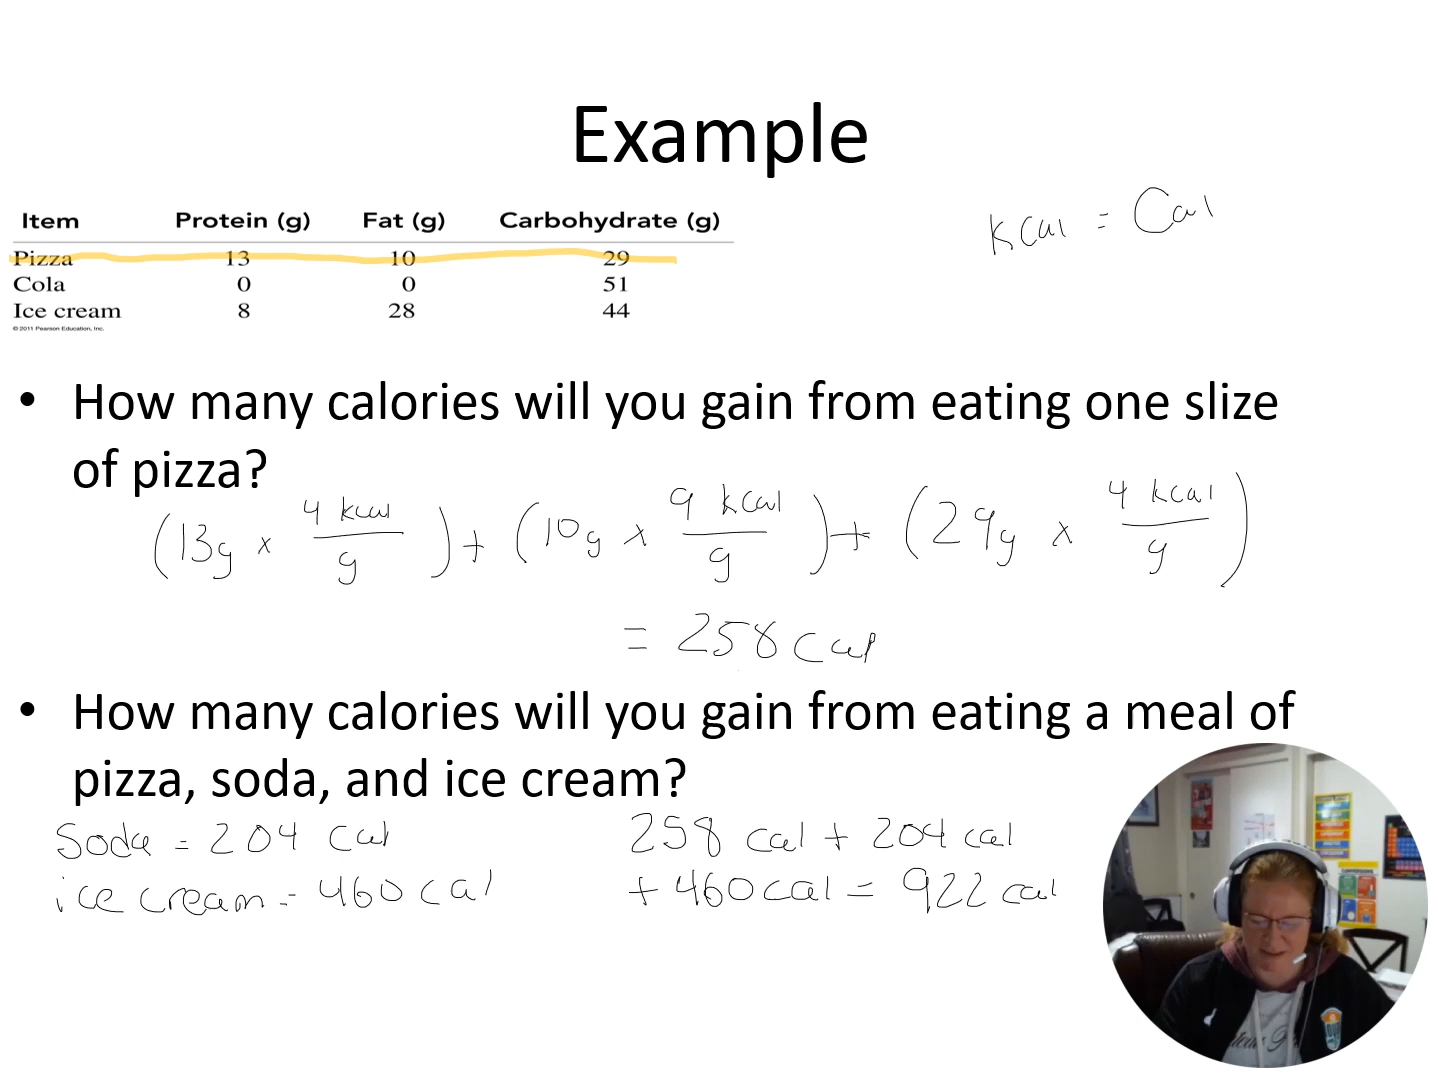 Example
kcal = Cal
Item Protein (g) Fat (g) Carbohydrate (g)
Pizza 13 10 29
Cola 0 0 51
Ice cream 8 28 44
© 2011 Pearson Education, Inc.
• How many calories will you gain from eating one slize
of pizza?
(13g × 4 kcal/g) + (10g × 9 kcal/g) + (29g × 4 kcal/g)
= 258 cal
• How many calories will you gain from eating a meal of
pizza, soda, and ice cream?
Soda = 204 Cal
ice cream = 460 cal
258 cal + 204 cal
+ 460 cal = 922 cal